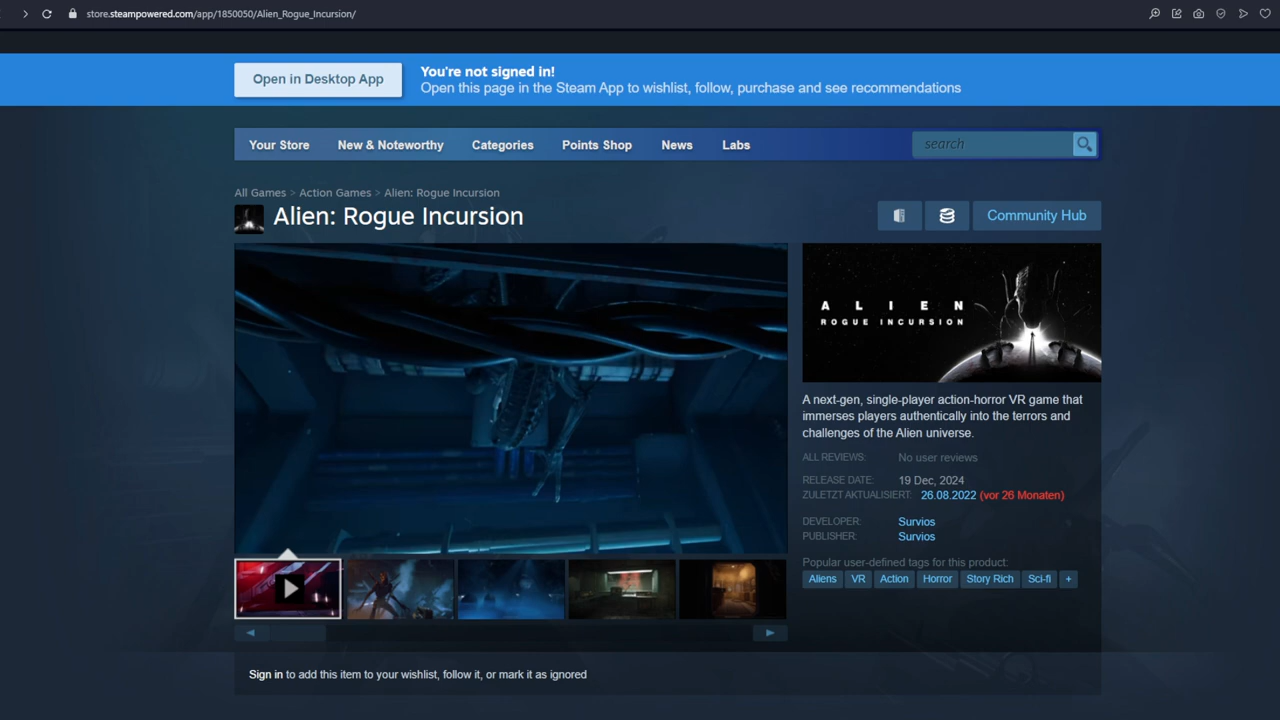 store.steampowered.com/app/1850050/Alien_Rogue_Incursion/
Open in Desktop App
You're not signed in!
Open this page in the Steam App to wishlist, follow, purchase and see recommendations
Your Store New & Noteworthy Categories Points Shop News Labs search
All Games > Action Games > Alien: Rogue Incursion
Alien: Rogue Incursion
Community Hub
ALIEN
ROGUE INCURSION
A next-gen, single-player action-horror VR game that
immerses players authentically into the terrors and
challenges of the Alien universe.
ALL REVIEWS: No user reviews
RELEASE DATE: 19 Dec, 2024
ZULETZT AKTUALISIERT: 26.08.2022 (vor 26 Monaten)
DEVELOPER: Survios
PUBLISHER: Survios
Popular user-defined tags for this product:
Aliens VR Action Horror Story Rich Sci-fi +
Sign in to add this item to your wishlist, follow it, or mark it as ignored